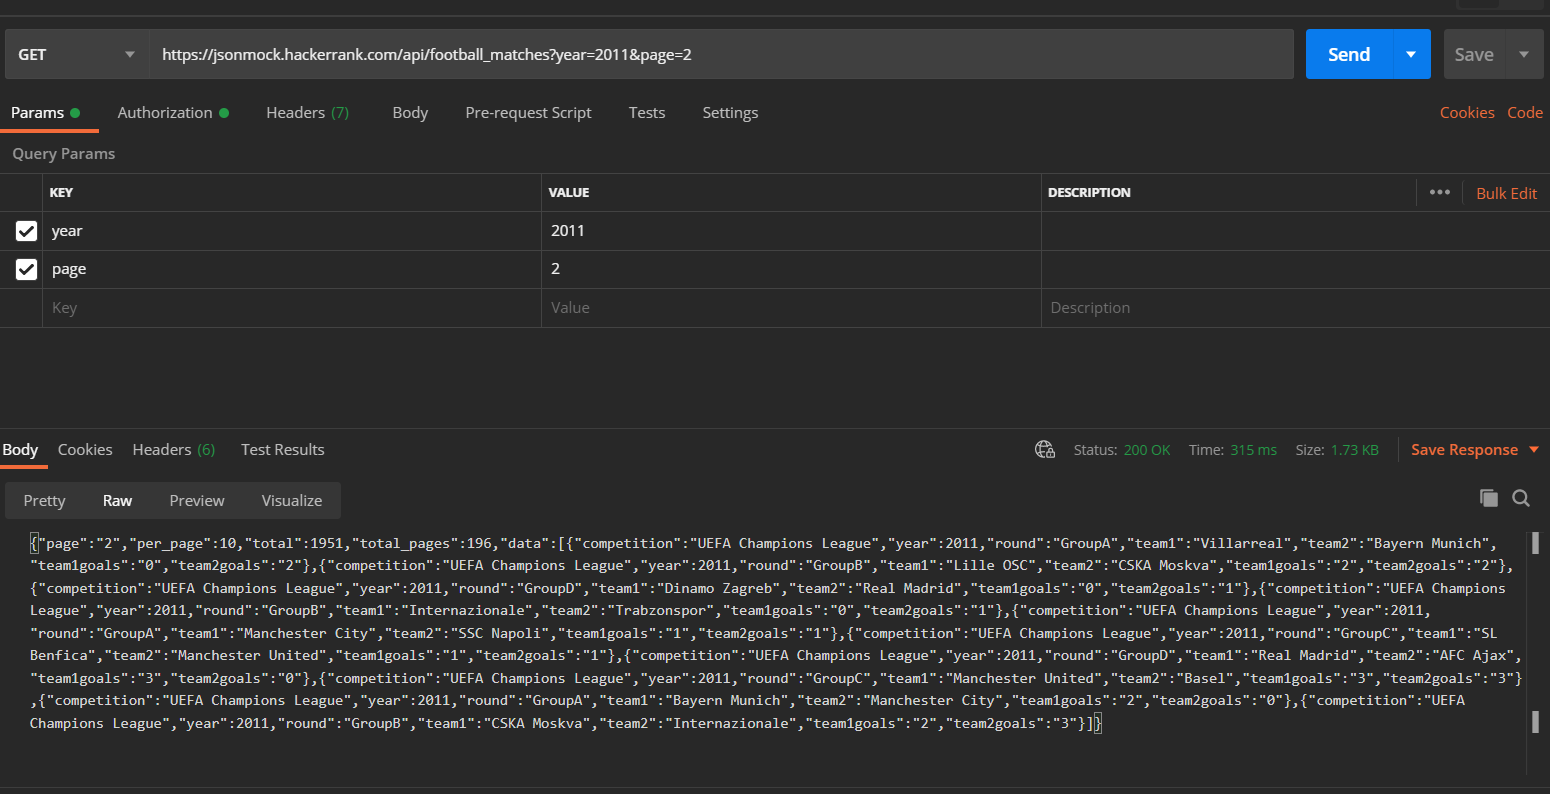 GET https://jsonmock.hackerrank.com/api/football_matches?year=2011&page=2 Send Save
Params Authorization Headers (7) Body Pre-request Script Tests Settings Cookies Code
Query Params
KEY VALUE DESCRIPTION ••• Bulk Edit
year 2011
page 2
Key Value Description
Body Cookies Headers (6) Test Results Status: 200 OK Time: 315 ms Size: 1.73 KB Save Response
Pretty Raw Preview Visualize
{"page":"2","per_page":10,"total":1951,"total_pages":196,"data":[{"competition":"UEFA Champions League","year":2011,"round":"GroupA","team1":"Villarreal","team2":"Bayern Munich",
"team1goals":"0","team2goals":"2"},{"competition":"UEFA Champions League","year":2011,"round":"GroupB","team1":"Lille OSC","team2":"CSKA Moskva","team1goals":"2","team2goals":"2"},
{"competition":"UEFA Champions League","year":2011,"round":"GroupD","team1":"Dinamo Zagreb","team2":"Real Madrid","team1goals":"0","team2goals":"1"},{"competition":"UEFA Champions
League","year":2011,"round":"GroupB","team1":"Internazionale","team2":"Trabzonspor","team1goals":"0","team2goals":"1"},{"competition":"UEFA Champions League","year":2011,
"round":"GroupA","team1":"Manchester City","team2":"SSC Napoli","team1goals":"1","team2goals":"1"},{"competition":"UEFA Champions League","year":2011,"round":"GroupC","team1":"SL
Benfica","team2":"Manchester United","team1goals":"1","team2goals":"1"},{"competition":"UEFA Champions League","year":2011,"round":"GroupD","team1":"Real Madrid","team2":"AFC Ajax",
"team1goals":"3","team2goals":"0"},{"competition":"UEFA Champions League","year":2011,"round":"GroupC","team1":"Manchester United","team2":"Basel","team1goals":"3","team2goals":"3"}
,{"competition":"UEFA Champions League","year":2011,"round":"GroupA","team1":"Bayern Munich","team2":"Manchester City","team1goals":"2","team2goals":"0"},{"competition":"UEFA
Champions League","year":2011,"round":"GroupB","team1":"CSKA Moskva","team2":"Internazionale","team1goals":"2","team2goals":"3"}]}